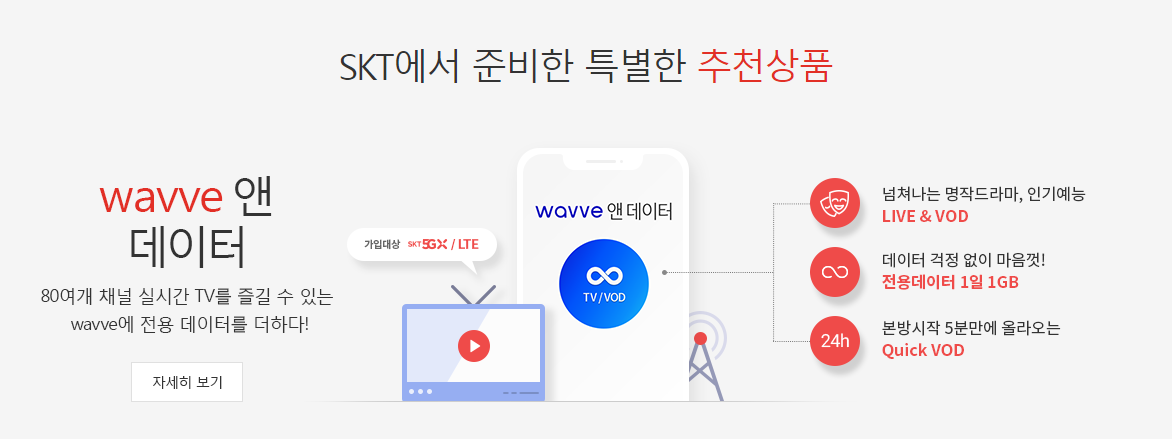 SKT에서 준비한 특별한 추천상품
wavve 앤
데이터
80여개 채널 실시간 TV를 즐길 수 있는
wavve에 전용 데이터를 더하다!
자세히 보기
가입대상 SKT 5GX / LTE
wavve 앤 데이터
TV / VOD
넘쳐나는 명작드라마, 인기예능
LIVE & VOD
데이터 걱정 없이 마음껏!
전용데이터 1일 1GB
24h
본방시작 5분만에 올라오는
Quick VOD